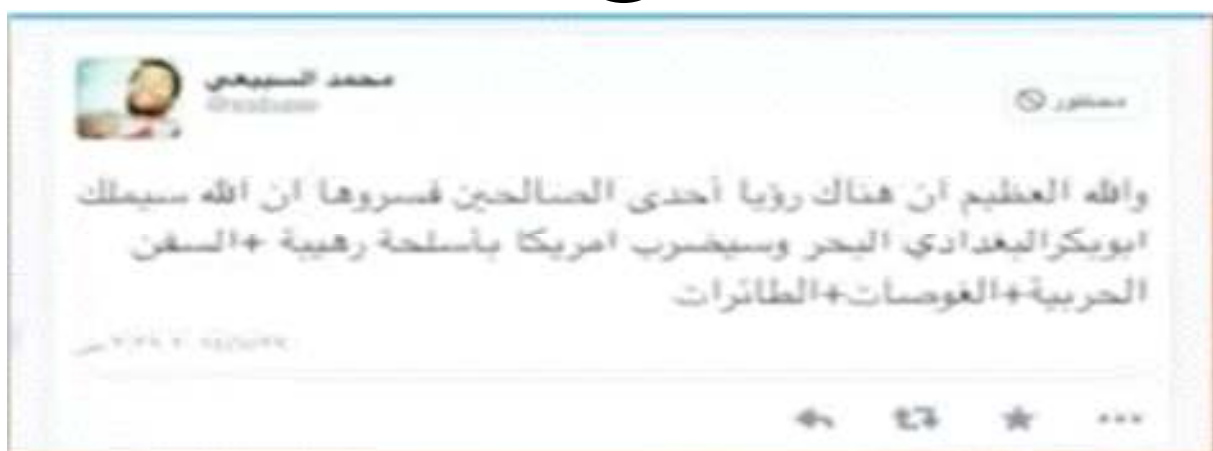 محمد السبيعي
محظور
والله العظيم ان هناك رؤيا أحدى الصالحين فسروها ان الله سيملك
ابوبكرالبغدادي البحر وسيضرب امريكا بأسلحة رهيبة +السفن
الحربية+الغوصات+الطائرات